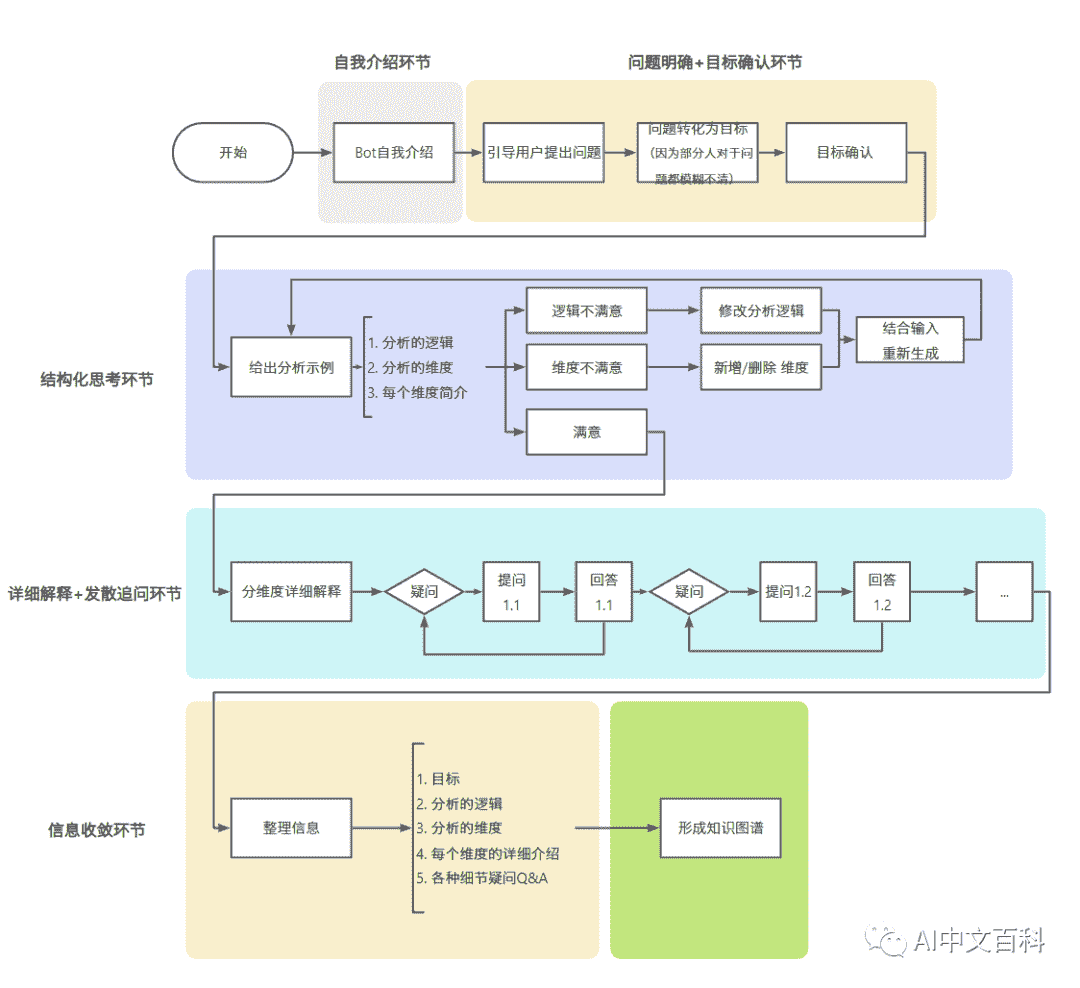 自我介绍环节
问题明确+目标确认环节
开始
Bot自我介绍
引导用户提出问题
问题转化为目标
（因为部分人对于问
题都模糊不清）
目标确认
结构化思考环节
给出分析示例
1. 分析的逻辑
2. 分析的维度
3. 每个维度简介
逻辑不满意
修改分析逻辑
维度不满意
新增/删除 维度
满意
结合输入
重新生成
详细解释+发散追问环节
分维度详细解释
疑问
提问
1.1
回答
1.1
疑问
提问1.2
回答
1.2
...
信息收敛环节
整理信息
1. 目标
2. 分析的逻辑
3. 分析的维度
4. 每个维度的详细介绍
5. 各种细节疑问Q&A
形成知识图谱
AI中文百科